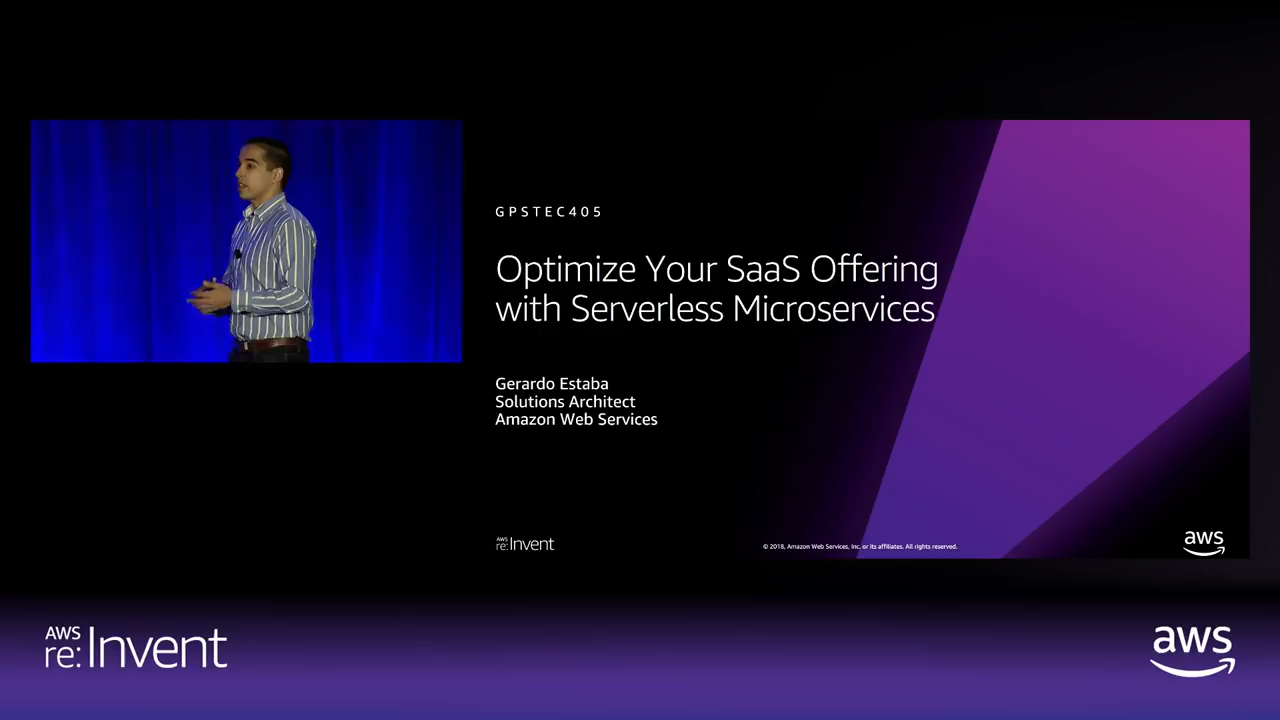 GPSTEC405
Optimize Your SaaS Offering
with Serverless Microservices
Gerardo Estaba
Solutions Architect
Amazon Web Services
AWS
re:Invent
© 2018, Amazon Web Services, Inc. or its affiliates. All rights reserved.
aws
AWS
re:Invent
aws